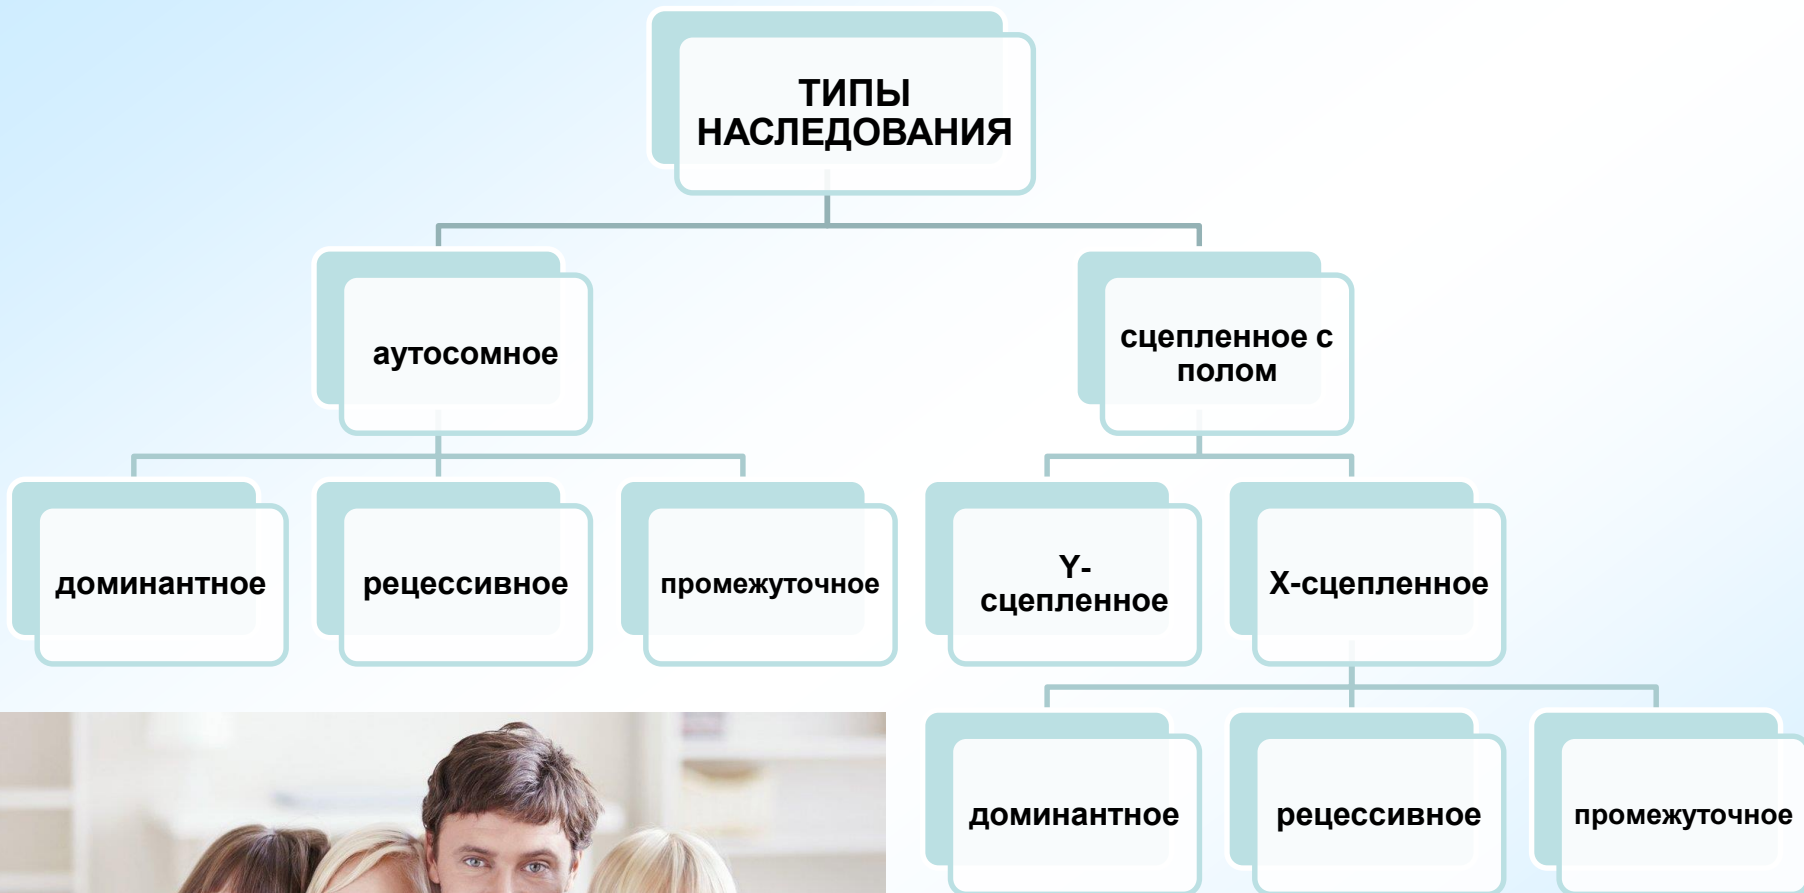 ТИПЫ
НАСЛЕДОВАНИЯ
аутосомное
сцепленное с
полом
доминантное
рецессивное
промежуточное
Y-
сцепленное
Х-сцепленное
доминантное
рецессивное
промежуточное